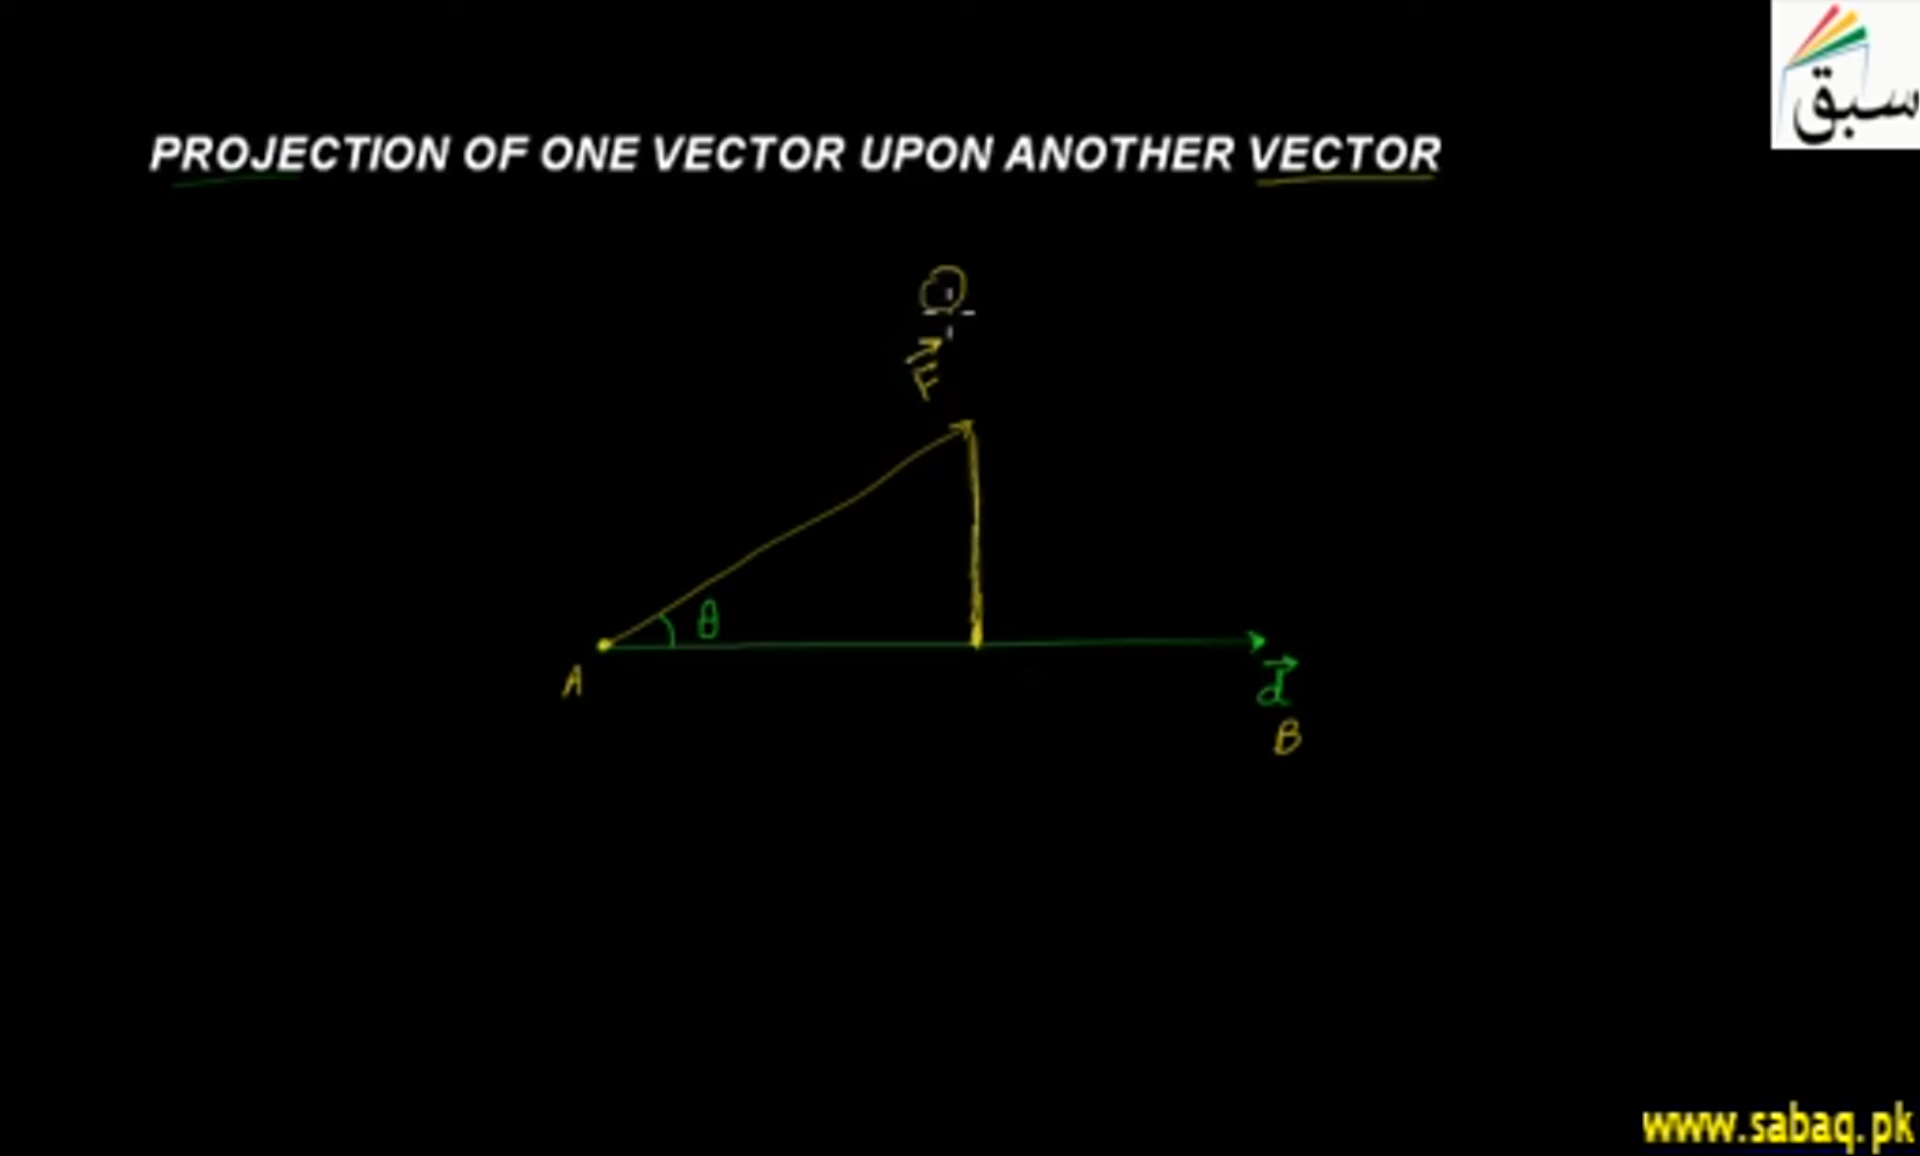 سبق
PROJECTION OF ONE VECTOR UPON ANOTHER VECTOR
F
θ
A
d
B
www.sabaq.pk